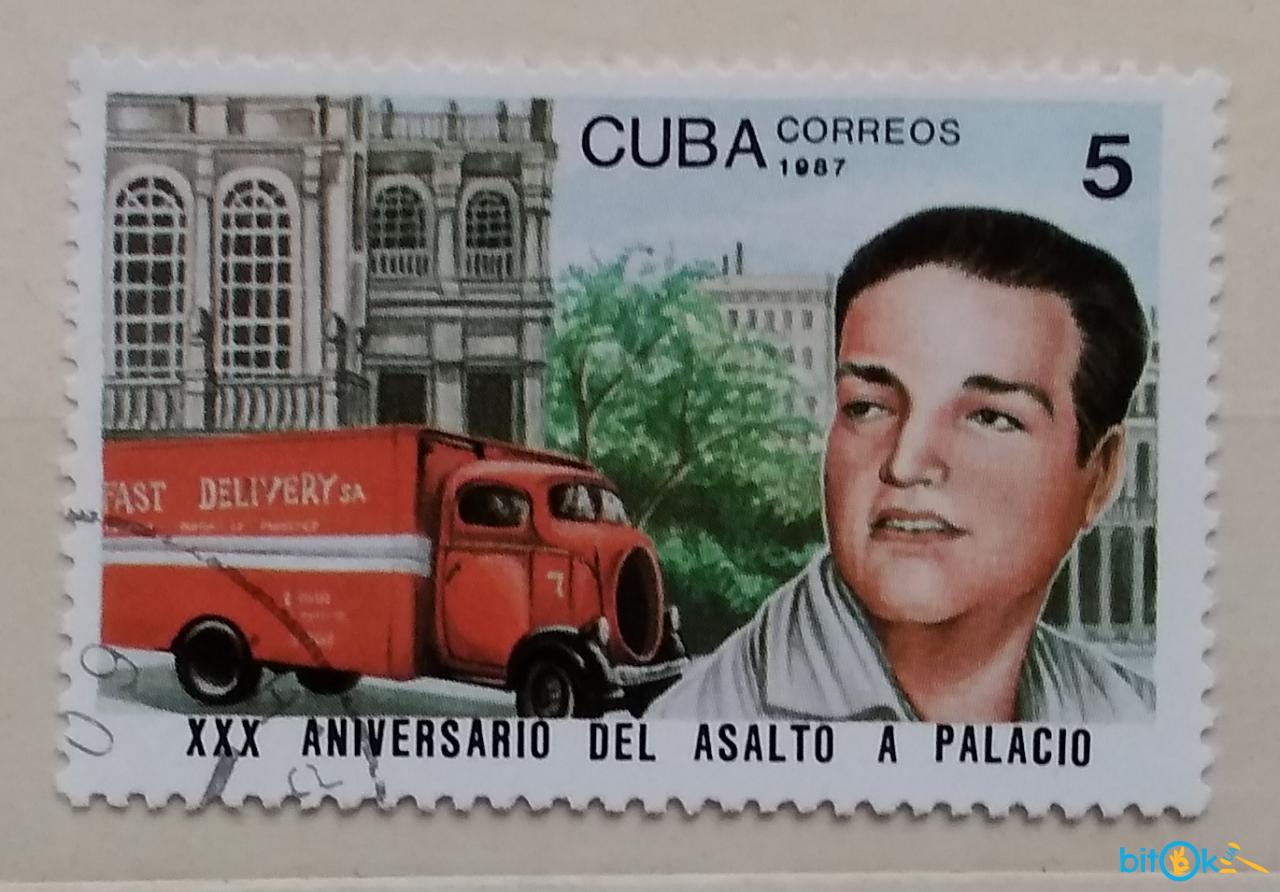 CUBA CORREOS
1987
5
FAST DELIVERY SA
7
XXX ANIVERSARIO DEL ASALTO A PALACIO
bitOk